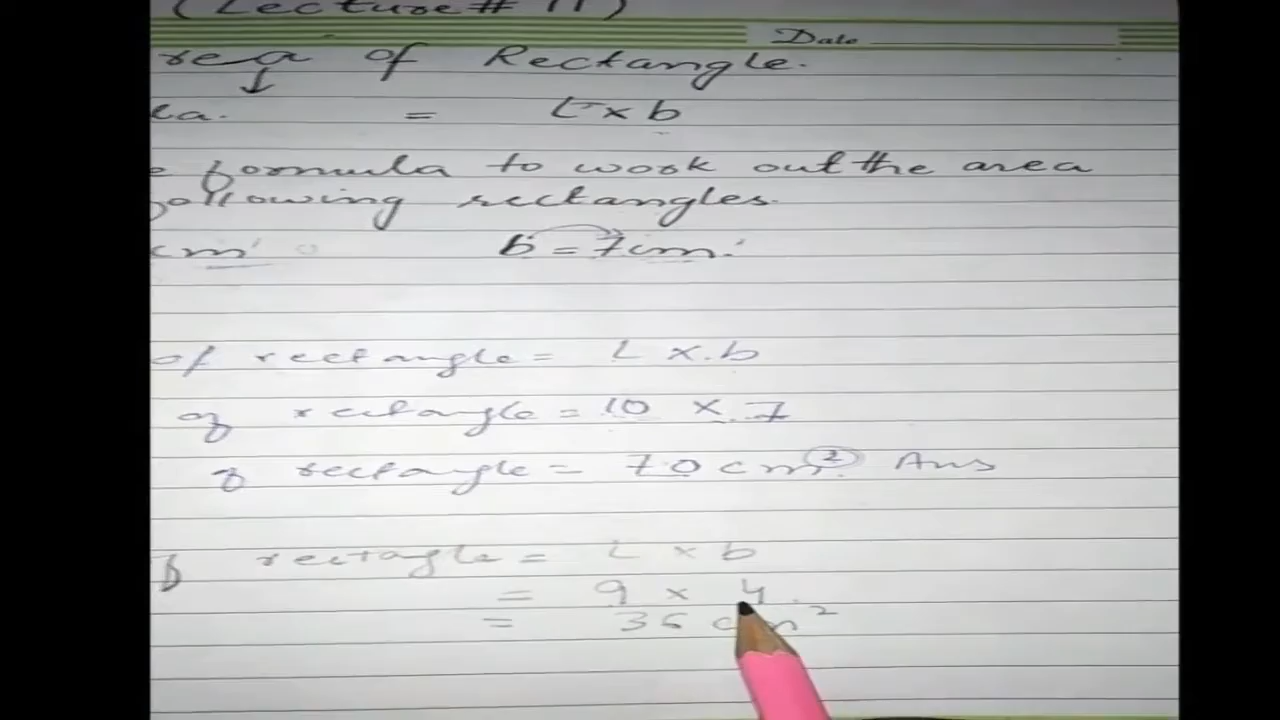 (Lecture # 11)
Date
rea of Rectangle.
ea. = L x b
e formula to work out the area
following rectangles.
cm b = 7cm.
of rectangle = L x b
of rectangle = 10 x 7
of rectangle = 70 cm² Ans
f rectagle = L x b
= 9 x 4
= 36 cm²